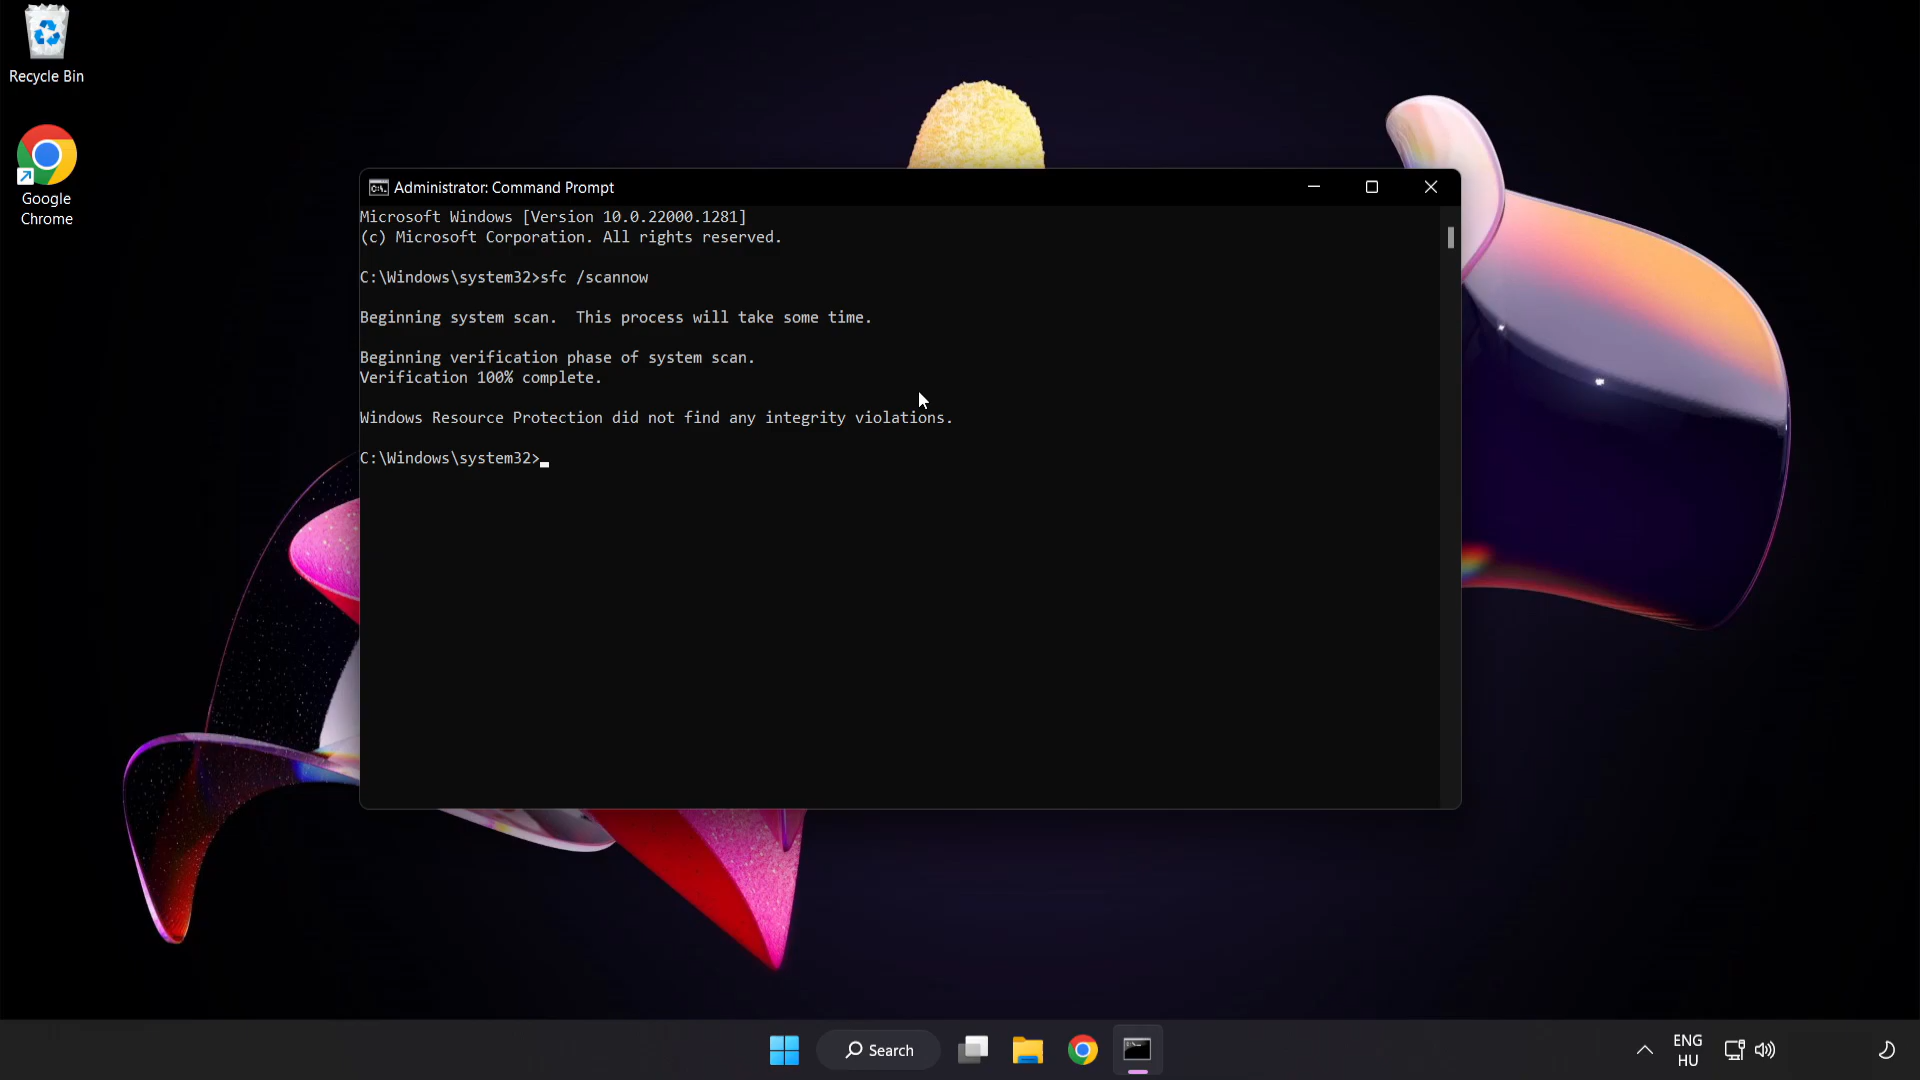 Recycle Bin
Google
Chrome
Administrator: Command Prompt
Microsoft Windows [Version 10.0.22000.1281]
(c) Microsoft Corporation. All rights reserved.
C:\Windows\system32>sfc /scannow
Beginning system scan.  This process will take some time.
Beginning verification phase of system scan.
Verification 100% complete.
Windows Resource Protection did not find any integrity violations.
C:\Windows\system32>
Search
ENG
HU